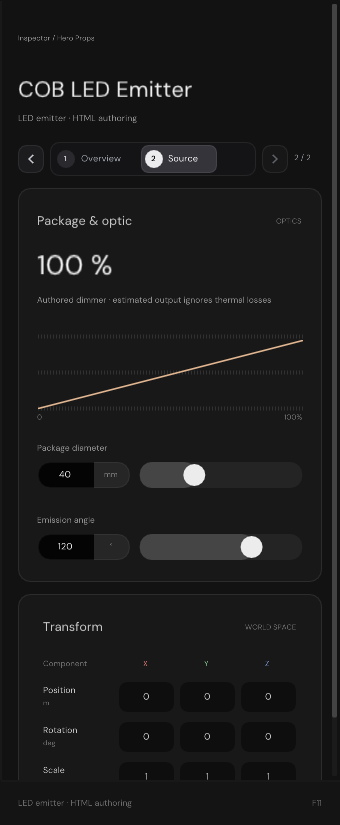 Inspector / Hero Props
COB LED Emitter
LED emitter · HTML authoring
1 Overview 2 Source 2 / 2
Package & optic OPTICS
100 %
Authored dimmer · estimated output ignores thermal losses
0 100%
Package diameter
40 mm
Emission angle
120 °
Transform WORLD SPACE
Component X Y Z
Position 0 0 0
m
Rotation 0 0 0
deg
Scale 1 1 1
LED emitter · HTML authoring F11